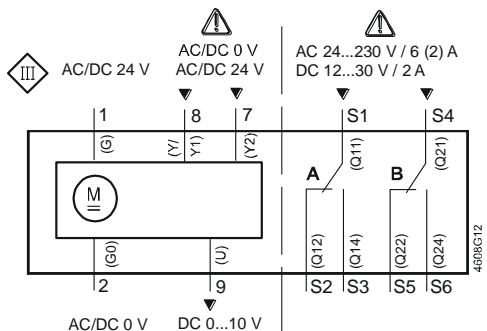 AC/DC 0 V
AC/DC 24 V
AC 24...230 V / 6 (2) A
DC 12...30 V / 2 A
III
AC/DC 24 V
1
8
7
S1
S4
(G)
(Y/
Y1)
(Y2)
(Q11)
(Q21)
A
B
M
(G0)
(U)
(Q12)
(Q14)
(Q22)
(Q24)
2
9
S2
S3
S5
S6
AC/DC 0 V
DC 0...10 V
4608G12